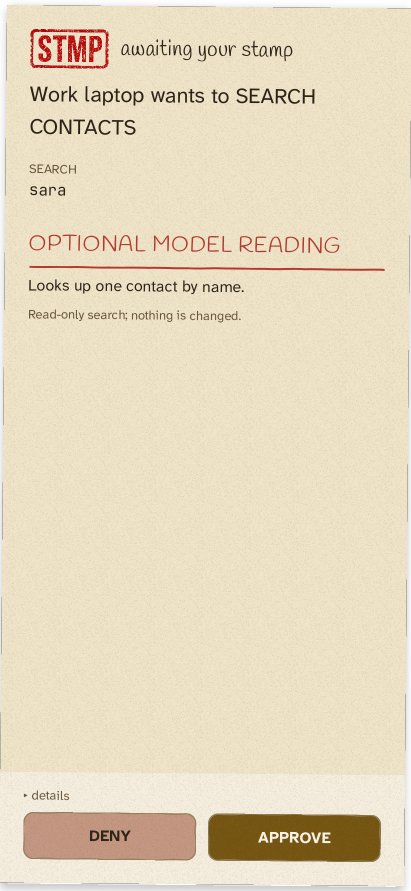 STMP awaiting your stamp
Work laptop wants to SEARCH
CONTACTS
SEARCH
sara
OPTIONAL MODEL READING
Looks up one contact by name.
Read-only search; nothing is changed.
▸ details
DENY APPROVE